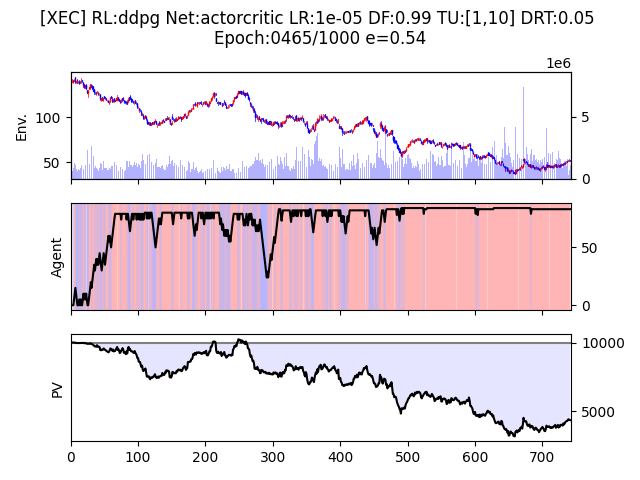 [XEC] RL:ddpg Net:actorcritic LR:1e-05 DF:0.99 TU:[1,10] DRT:0.05
Epoch:0465/1000 e=0.54
1e6
Env.
100
50
5
0
Agent
50
0
PV
10000
5000
0 100 200 300 400 500 600 700